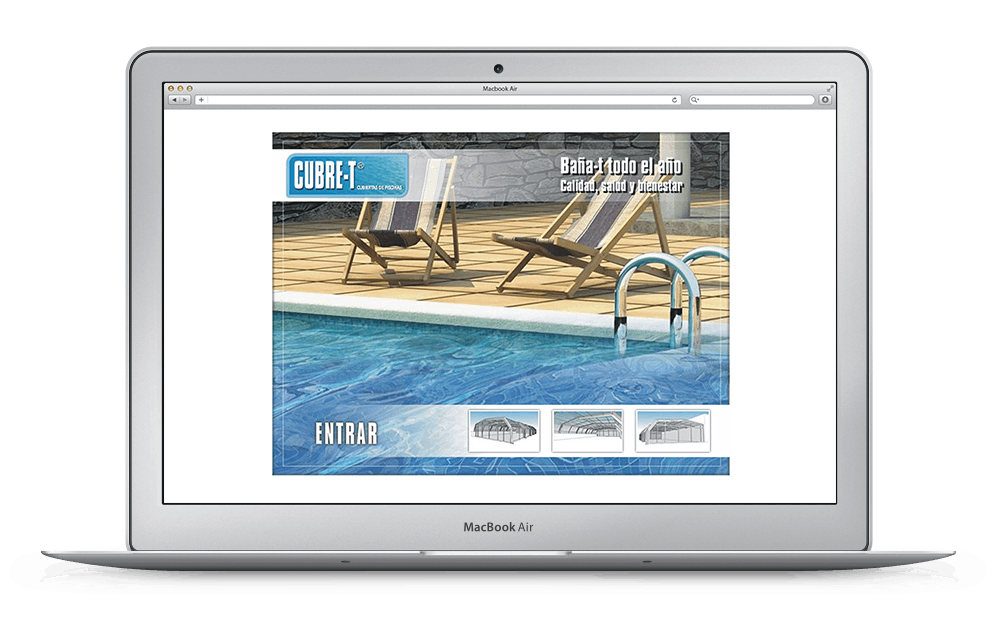 Macbook Air
CUBRE-T®
CUBIERTAS DE PISCINAS
Baña-t todo el año
Calidad, salud y bienestar
ENTRAR
MacBook Air